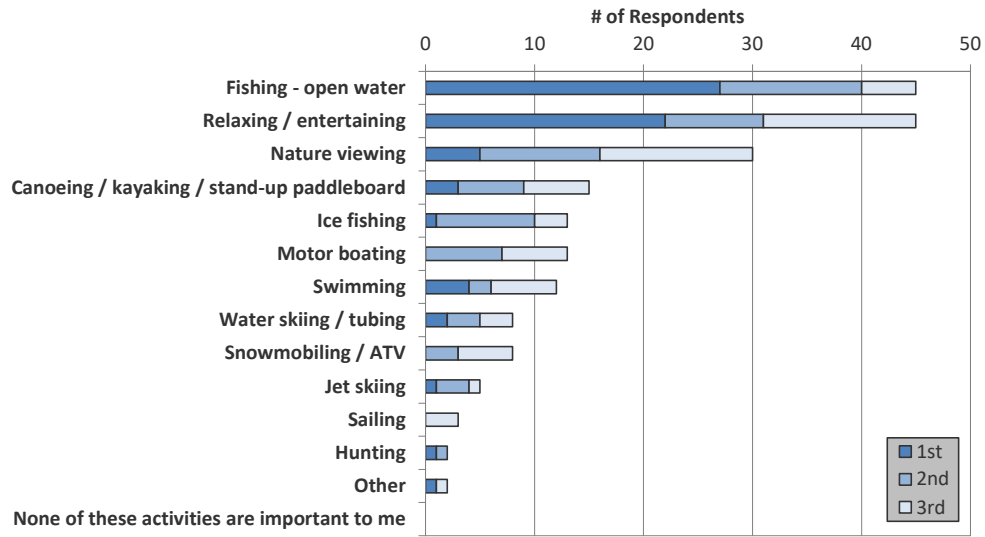 # of Respondents
0 10 20 30 40 50
Fishing - open water
Relaxing / entertaining
Nature viewing
Canoeing / kayaking / stand-up paddleboard
Ice fishing
Motor boating
Swimming
Water skiing / tubing
Snowmobiling / ATV
Jet skiing
Sailing
Hunting
Other
None of these activities are important to me
1st
2nd
3rd